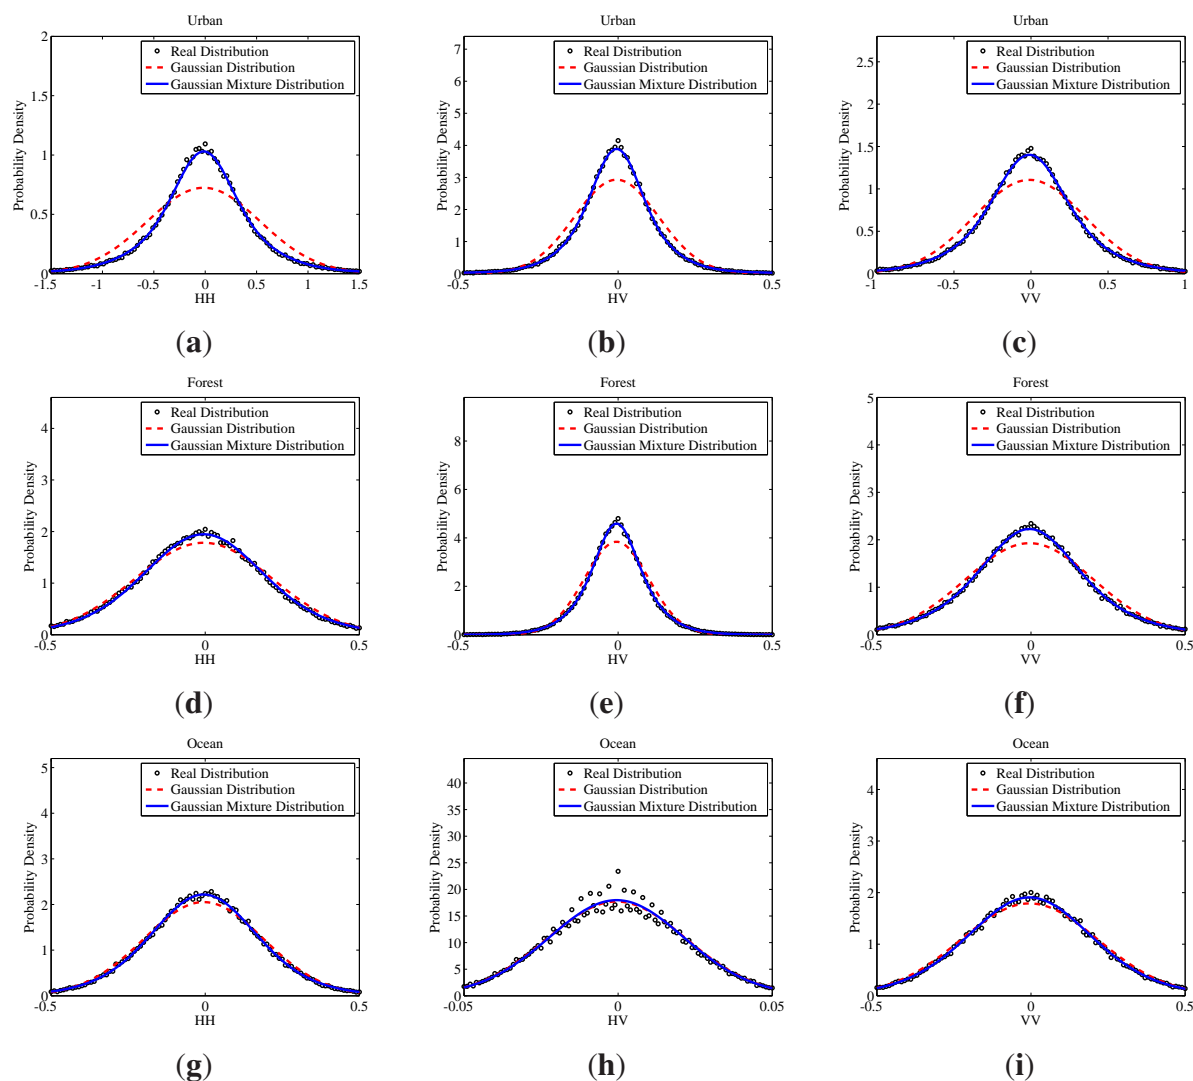 Urban
2
1.5
1
0.5
0
Probability Density
Real Distribution
Gaussian Distribution
Gaussian Mixture Distribution
-1.5 -1 -0.5 0 0.5 1 1.5
HH
(a)
Urban
7
6
5
4
3
2
1
0
Probability Density
Real Distribution
Gaussian Distribution
Gaussian Mixture Distribution
-0.5 0 0.5
HV
(b)
Urban
2.5
2
1.5
1
0.5
0
Probability Density
Real Distribution
Gaussian Distribution
Gaussian Mixture Distribution
-1 -0.5 0 0.5 1
VV
(c)
Forest
4
3
2
1
0
Probability Density
Real Distribution
Gaussian Distribution
Gaussian Mixture Distribution
-0.5 0 0.5
HH
(d)
Forest
8
6
4
2
0
Probability Density
Real Distribution
Gaussian Distribution
Gaussian Mixture Distribution
-0.5 0 0.5
HV
(e)
Forest
5
4
3
2
1
0
Probability Density
Real Distribution
Gaussian Distribution
Gaussian Mixture Distribution
-0.5 0 0.5
VV
(f)
Ocean
5
4
3
2
1
0
Probability Density
Real Distribution
Gaussian Distribution
Gaussian Mixture Distribution
-0.5 0 0.5
HH
(g)
Ocean
40
35
30
25
20
15
10
5
0
Probability Density
Real Distribution
Gaussian Distribution
Gaussian Mixture Distribution
-0.05 0 0.05
HV
(h)
Ocean
4
3
2
1
0
Probability Density
Real Distribution
Gaussian Distribution
Gaussian Mixture Distribution
-0.5 0 0.5
VV
(i)